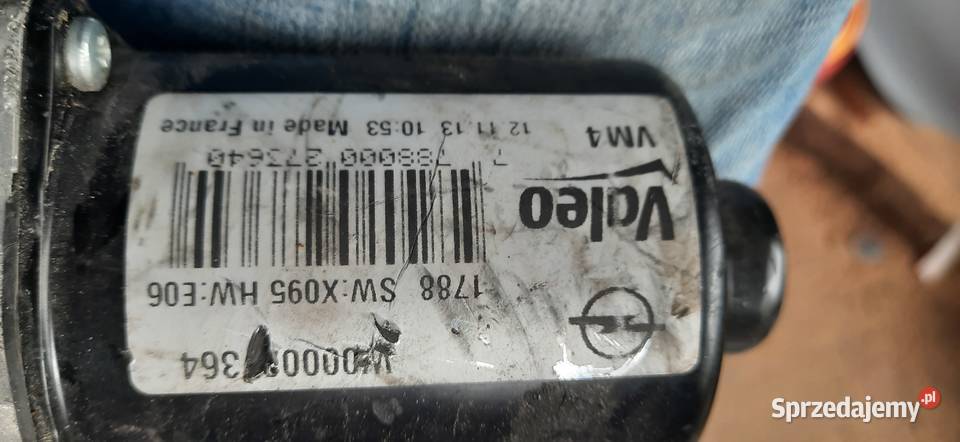 1788 SW:X095 HW:E06
Valeo
VM4
7 788000 373640
12.11.13 10:53 Made in France
Sprzedajemy.pl